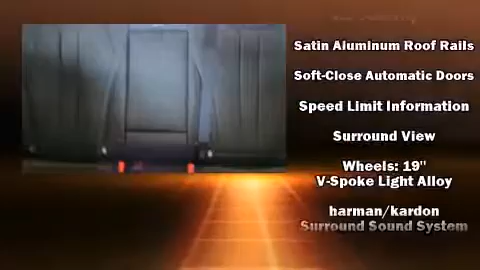 Satin Aluminum Roof Rails
Soft-Close Automatic Doors
Speed Limit Information
Surround View
Wheels: 19"
V-Spoke Light Alloy
harman/kardon
Surround Sound System